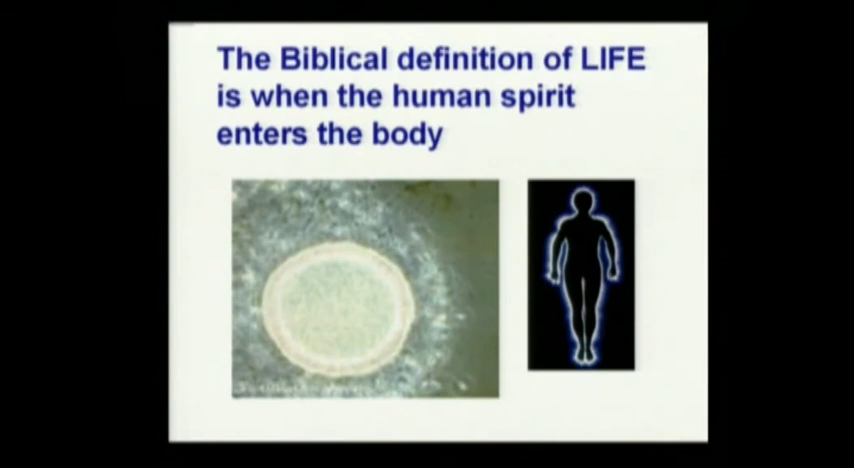 The Biblical definition of LIFE
is when the human spirit
enters the body